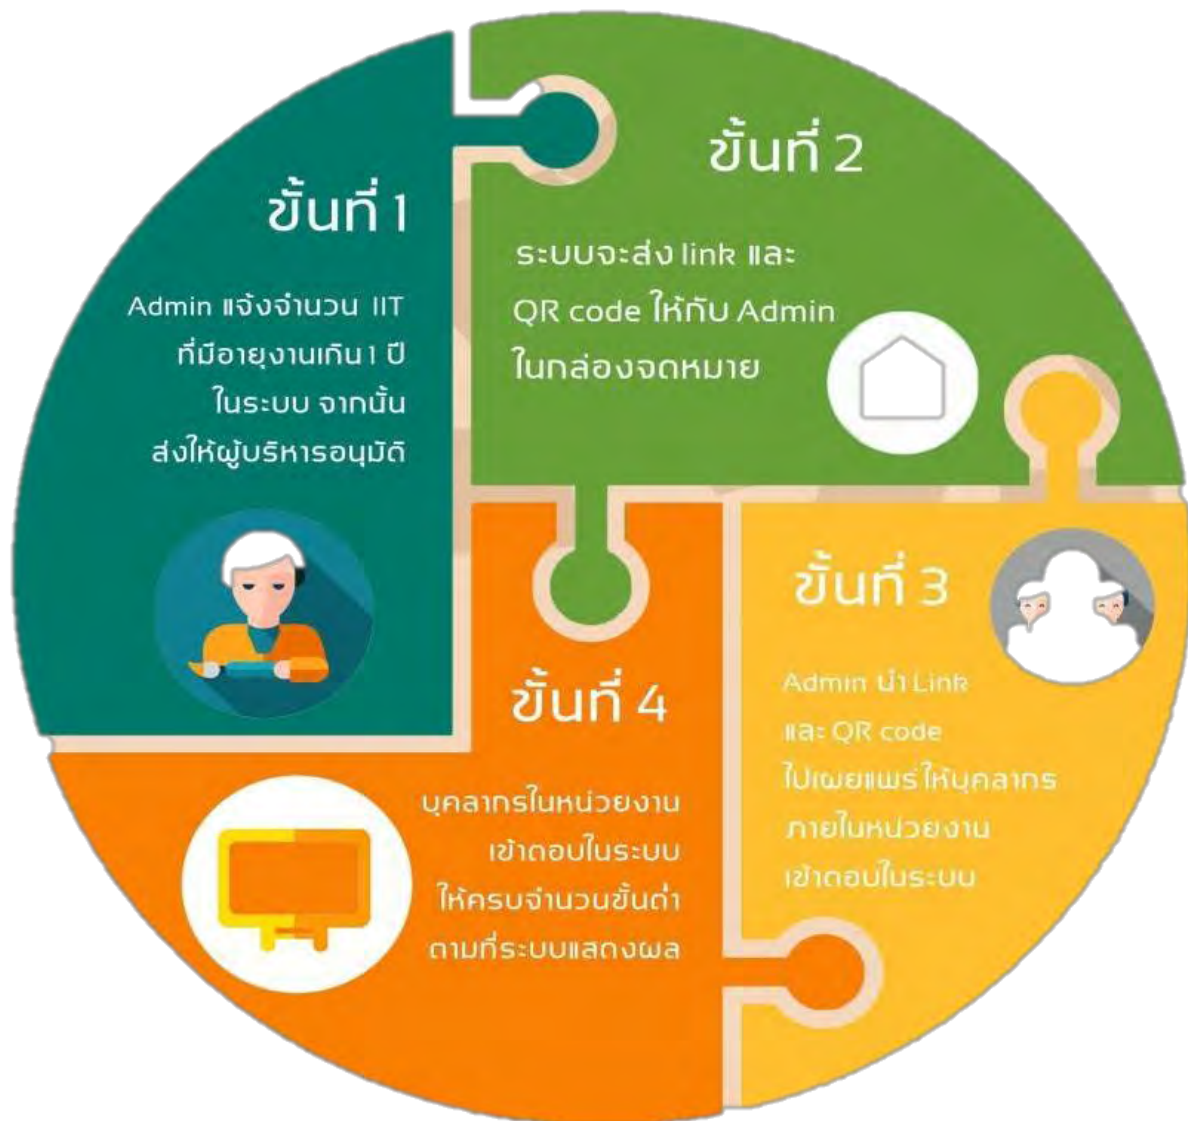 ขั้นที่ 1
Admin แจ้งจำนวน IIT
ที่มีอายุงานเกิน 1 ปี
ในระบบ จากนั้น
ส่งให้ผู้บริหารอนุมัติ
ขั้นที่ 2
ระบบจะส่ง link และ
QR code ให้กับ Admin
ในกล่องจดหมาย
ขั้นที่ 3
Admin นำ Link
และ QR code
ไปเผยแพร่ให้บุคลากร
ภายในหน่วยงาน
เข้าตอบในระบบ
ขั้นที่ 4
บุคลากรในหน่วยงาน
เข้าตอบในระบบ
ให้ครบจำนวนขั้นต่ำ
ตามที่ระบบแสดงผล